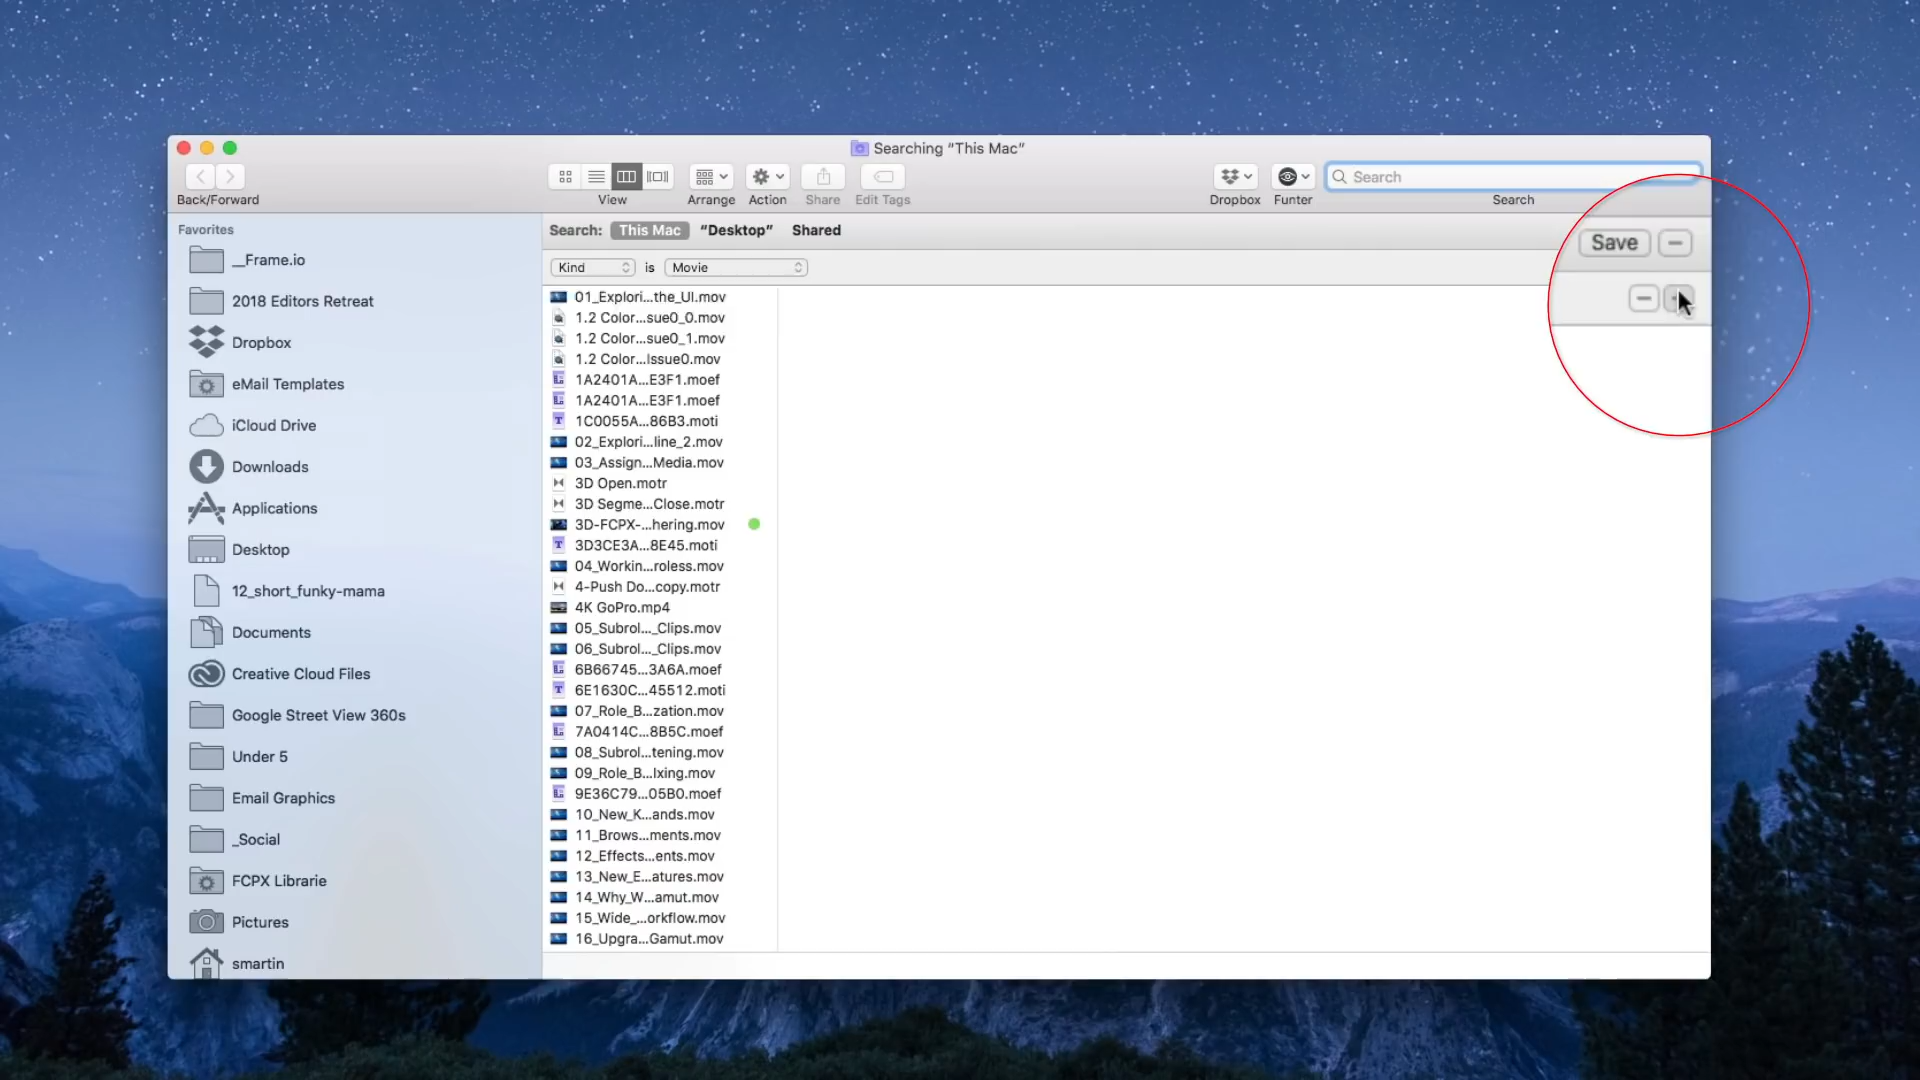 Searching “This Mac”
Back/Forward
View
Arrange
Action
Share
Edit Tags
Dropbox
Funter
Search
Search
Search: This Mac “Desktop” Shared
Save
Kind is Movie
Favorites
__Frame.io
2018 Editors Retreat
Dropbox
eMail Templates
iCloud Drive
Downloads
Applications
Desktop
12_short_funky-mama
Documents
Creative Cloud Files
Google Street View 360s
Under 5
Email Graphics
_Social
FCPX Librarie
Pictures
smartin
01_Explori...the_UI.mov
1.2 Color...sue0_0.mov
1.2 Color...sue0_1.mov
1.2 Color...Issue0.mov
1A2401A...E3F1.moef
1A2401A...E3F1.moef
1C0055A...86B3.moti
02_Explori...line_2.mov
03_Assign...Media.mov
3D Open.motr
3D Segme...Close.motr
3D-FCPX-...hering.mov
3D3CE3A...8E45.moti
04_Workin...roless.mov
4-Push Do...copy.motr
4K GoPro.mp4
05_Subrol..._Clips.mov
06_Subrol..._Clips.mov
6B66745...3A6A.moef
6E1630C...45512.moti
07_Role_B...zation.mov
7A0414C...8B5C.moef
08_Subrol...tening.mov
09_Role_B...Ixing.mov
9E36C79...05B0.moef
10_New_K...ands.mov
11_Brows...ments.mov
12_Effects...ents.mov
13_New_E...atures.mov
14_Why_W...amut.mov
15_Wide_...orkflow.mov
16_Upgra...Gamut.mov